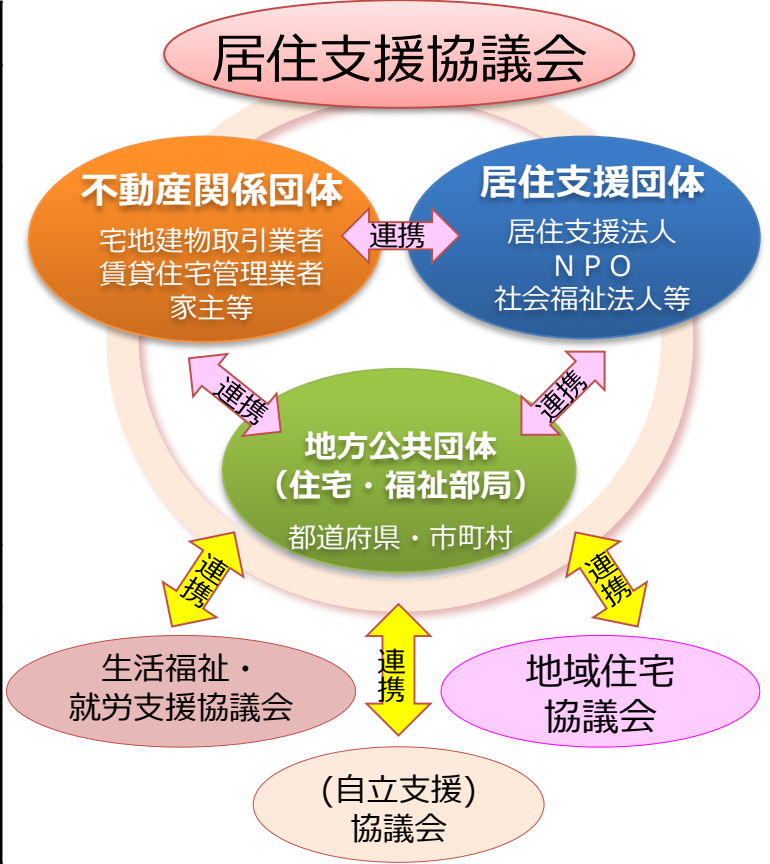 居住支援協議会
不動産関係団体
宅地建物取引業者
賃貸住宅管理業者
家主等
連携
居住支援団体
居住支援法人
ＮＰＯ
社会福祉法人等
連携
連携
地方公共団体
（住宅・福祉部局）
都道府県・市町村
連携
連携
連携
生活福祉・
就労支援協議会
地域住宅
協議会
(自立支援)
協議会